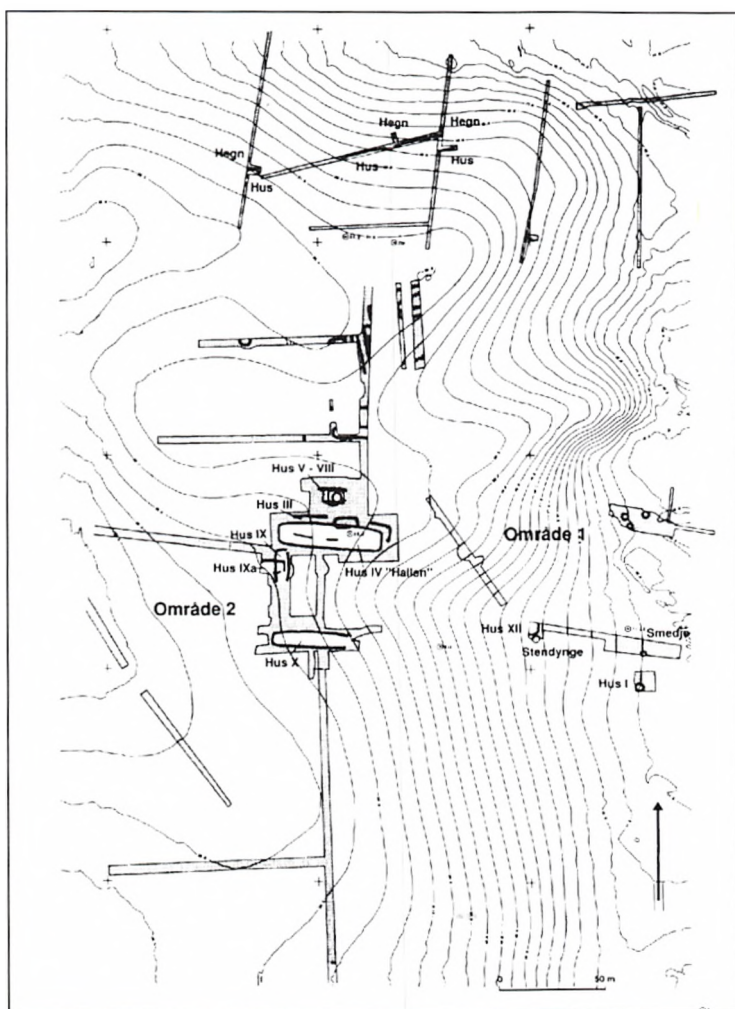 Hegn
Hegn
Hegn
Hus
Hus
Hus
Hus V - VIII
Hus III
Hus IX
Område 1
Hus IXa
Hus IV "Hallen"
Område 2
Hus XII
"Smedje
Stendynge
Hus X
Hus I
0
50 m